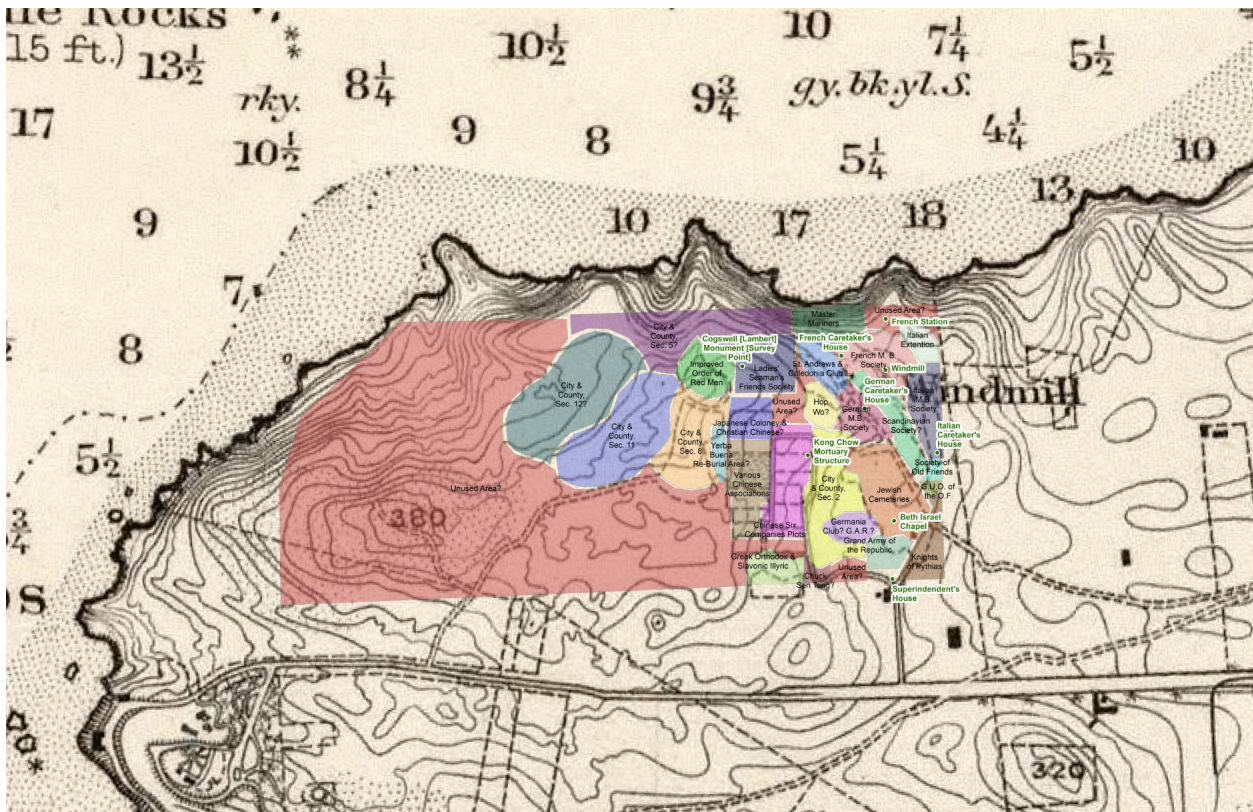 ne Rocks
15 ft.)
13½
10½
10
7¼
5½
rky.
8¼
9¾
gy.bk.yl.S.
17
10½
9
8
5¼
4¼
10
9
10
17
18
13
7
8
5½
¾
S
Unused Area?
380
City &
County,
Sec. 12?
City &
County,
Sec. 11
City &
County,
Sec. 5?
City &
County,
Sec. 8
Improved
Order of
Red Men
Cogswell [Lambert]
Monument [Survey
Point]
Ladies'
Seaman's
Friends Society
Master
Mariners
Unused Area?
French Station
Italian
Extention
French Caretaker's
House
French M. B.
Society
St. Andrews &
Caledonia Club?
Windmill
German
Caretaker's
House
Italian
M.B.
Society
indmill
Unused
Area?
Hop
Wo?
German
M.B.
Society
Scandinavian
Society?
Italian
Caretaker's
House
Japanese Coloney &
Christian Chinese?
Yerba
Buena
Re-Burial Area?
Kong Chow
Mortuary
Structure
Various
Chinese
Associations
City
& County,
Sec. 2
Jewish
Cemeteries
Society of
Old Friends
G.U.O. of
the O.F
Chinese Six
Companies Plots
Germania
Club? G.A.R.?
Beth Israel
Chapel
Grand Army of
the Republic
Knights
of Pythias
Greek Orthodox &
Slavonic Illyric
Chuck
Sen Tong?
Unused
Area?
Superindendent's
House
320